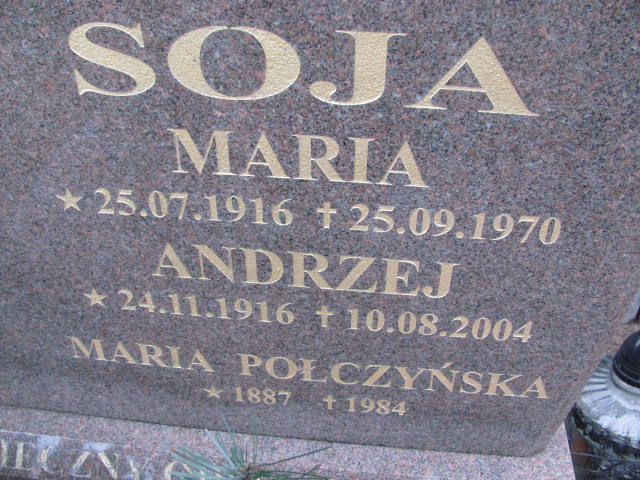 SOJA
MARIA
★ 25.07.1916 ✝ 25.09.1970
ANDRZEJ
★ 24.11.1916 ✝ 10.08.2004
MARIA POŁCZYŃSKA
★ 1887 ✝ 1984